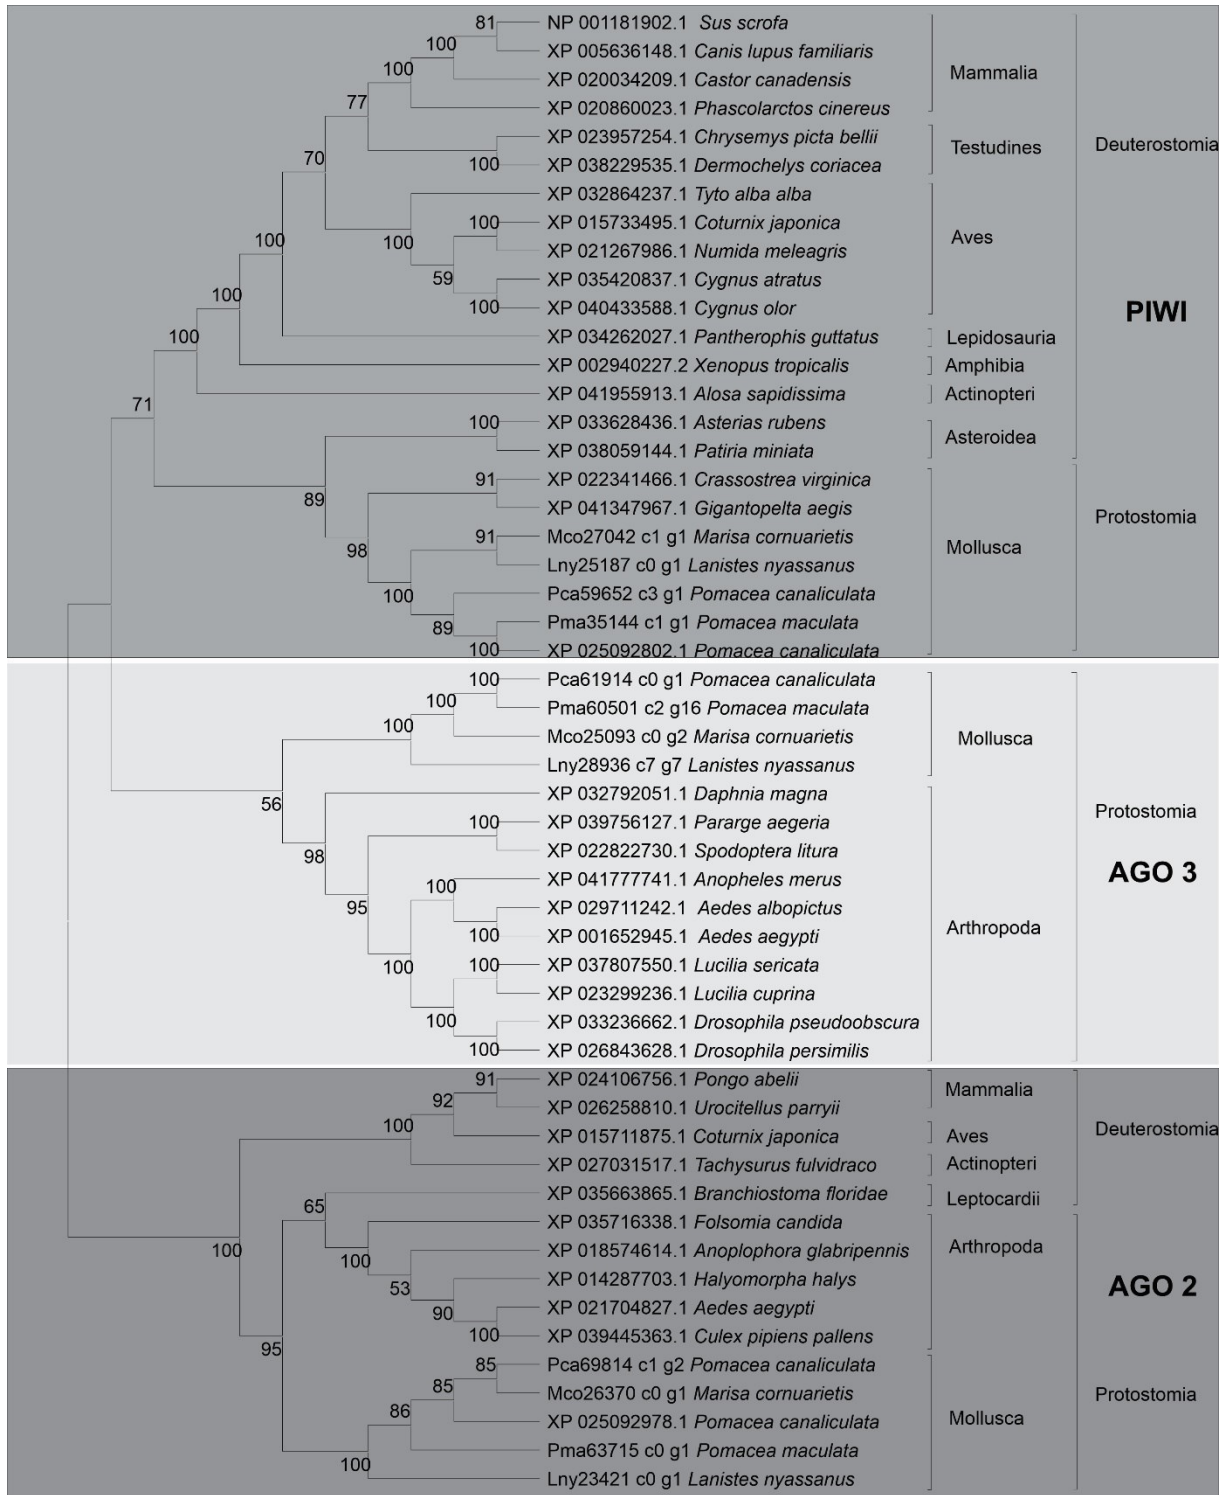 81 NP 001181902.1 Sus scrofa
100 XP 005636148.1 Canis lupus familiaris
100 XP 020034209.1 Castor canadensis Mammalia
77 XP 020860023.1 Phascolarctos cinereus
70 XP 023957254.1 Chrysemys picta bellii Testudines Deuterostomia
100 XP 038229535.1 Dermochelys coriacea
XP 032864237.1 Tyto alba alba
100 XP 015733495.1 Coturnix japonica Aves
100 100 XP 021267986.1 Numida meleagris
59 XP 035420837.1 Cygnus atratus
100 100 XP 040433588.1 Cygnus olor PIWI
100 XP 034262027.1 Pantherophis guttatus Lepidosauria
XP 002940227.2 Xenopus tropicalis Amphibia
71 XP 041955913.1 Alosa sapidissima Actinopteri
100 XP 033628436.1 Asterias rubens Asteroidea
XP 038059144.1 Patiria miniata
91 XP 022341466.1 Crassostrea virginica
89 XP 041347967.1 Gigantopelta aegis Protostomia
91 Mco27042 c1 g1 Marisa cornuarietis Mollusca
98 Lny25187 c0 g1 Lanistes nyassanus
100 Pca59652 c3 g1 Pomacea canaliculata
89 Pma35144 c1 g1 Pomacea maculata
100 XP 025092802.1 Pomacea canaliculata
100 Pca61914 c0 g1 Pomacea canaliculata
100 Pma60501 c2 g16 Pomacea maculata
100 Mco25093 c0 g2 Marisa cornuarietis Mollusca
Lny28936 c7 g7 Lanistes nyassanus
56 XP 032792051.1 Daphnia magna Protostomia
100 XP 039756127.1 Pararge aegeria
98 XP 022822730.1 Spodoptera litura AGO 3
100 XP 041777741.1 Anopheles merus
95 XP 029711242.1 Aedes albopictus Arthropoda
100 XP 001652945.1 Aedes aegypti
100 100 XP 037807550.1 Lucilia sericata
XP 023299236.1 Lucilia cuprina
100 XP 033236662.1 Drosophila pseudoobscura
100 XP 026843628.1 Drosophila persimilis
91 XP 024106756.1 Pongo abelii Mammalia
92 XP 026258810.1 Urocitellus parryii
100 XP 015711875.1 Coturnix japonica Aves Deuterostomia
XP 027031517.1 Tachysurus fulvidraco Actinopteri
65 XP 035663865.1 Branchiostoma floridae Leptocardii
XP 035716338.1 Folsomia candida Arthropoda
100 100 XP 018574614.1 Anoplophora glabripennis
53 XP 014287703.1 Halyomorpha halys AGO 2
90 XP 021704827.1 Aedes aegypti
95 100 XP 039445363.1 Culex pipiens pallens
85 Pca69814 c1 g2 Pomacea canaliculata
85 Mco26370 c0 g1 Marisa cornuarietis Protostomia
86 XP 025092978.1 Pomacea canaliculata Mollusca
100 Pma63715 c0 g1 Pomacea maculata
Lny23421 c0 g1 Lanistes nyassanus